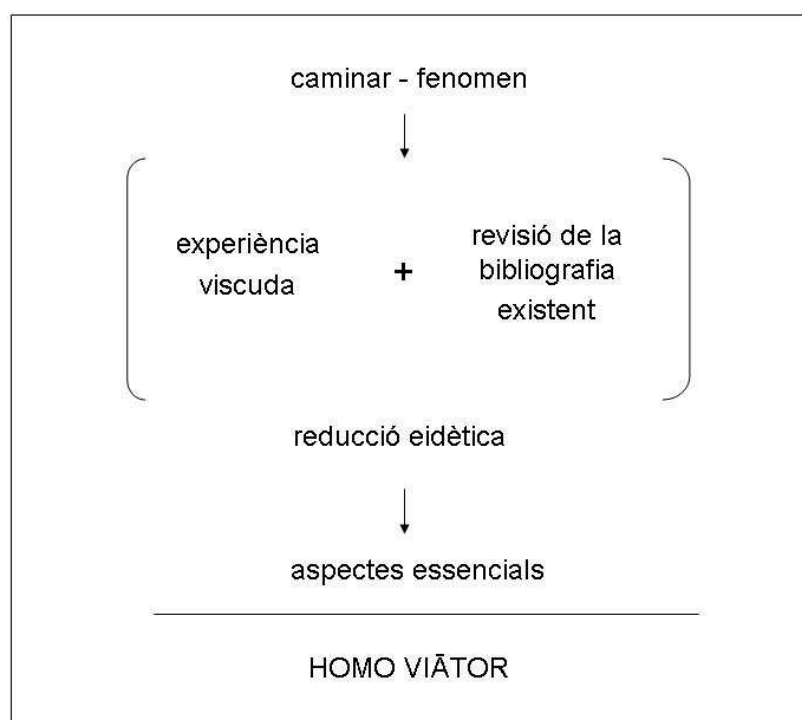 caminar - fenomen
experiència
viscuda
+
revisió de la
bibliografia
existent
reducció eidètica
aspectes essencials
HOMO VIĀTOR